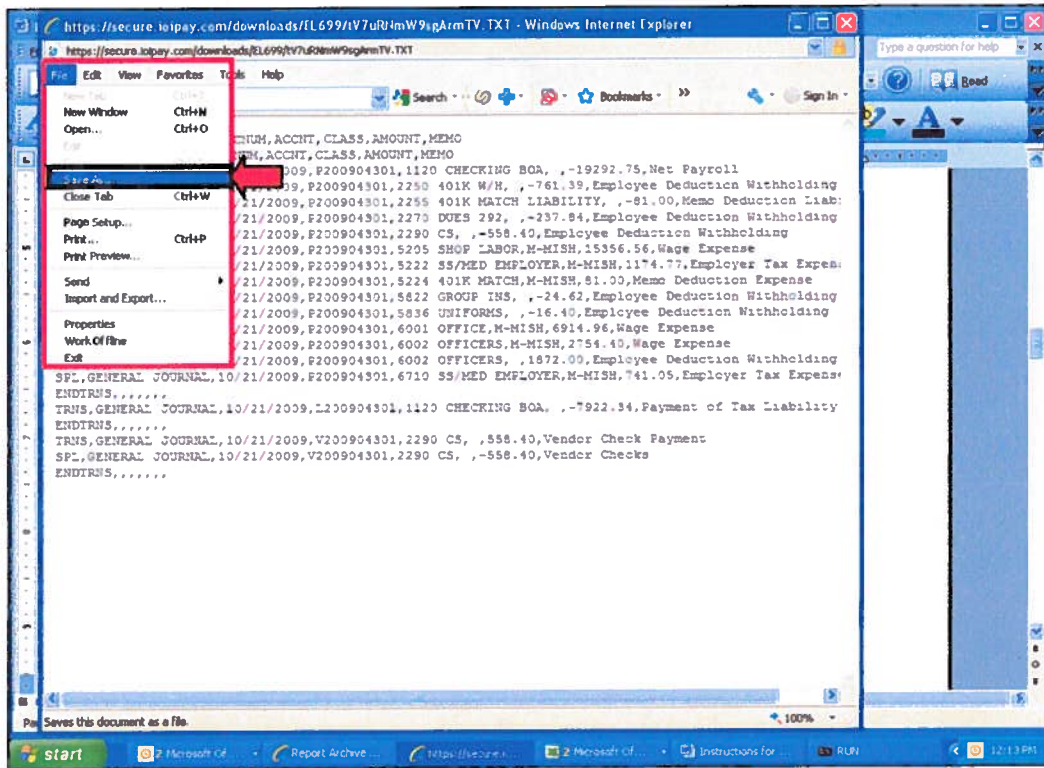 https://secure.ioipay.com/downloads/EL699/tV7uRNmW9sgArmTV.TXT - Windows Internet Explorer
https://secure.ioipay.com/downloads/EL699/tV7uRNmW9sgArmTV.TXT
Type a question for help
File Edit View Favorites Tools Help
Search Bookmarks Sign In
Read
New Tab Ctrl+T
New Window Ctrl+N
Open... Ctrl+O
Edit
Save As...
Close Tab Ctrl+W
Page Setup...
Print... Ctrl+P
Print Preview...
Send
Import and Export...
Properties
Work Offline
Exit
CNUM,ACCNT,CLASS,AMOUNT,MEMO
NUM,ACCNT,CLASS,AMOUNT,MEMO
009,P200904301,1120 CHECKING BOA, ,-19292.75,Net Payroll
09,P200904301,2250 401K W/H, ,-761.39,Employee Deduction Withholding
/21/2009,P200904301,2255 401K MATCH LIABILITY, ,-81.00,Memo Deduction Liab:
/21/2009,P200904301,2270 DUES 292, ,-237.84,Employee Deduction Withholding
/21/2009,P200904301,2290 CS, ,-558.40,Employee Deduction Withholding
/21/2009,P200904301,5205 SHOP LABOR,M-MISH,15356.56,Wage Expense
/21/2009,P200904301,5222 SS/MED EMPLOYER,M-MISH,1174.77,Employer Tax Expens
/21/2009,P200904301,5224 401K MATCH,M-MISH,81.00,Memo Deduction Expense
/21/2009,P200904301,5822 GROUP INS, ,-24.62,Employee Deduction Withholding
/21/2009,P200904301,5836 UNIFORMS, ,-16.40,Employee Deduction Withholding
/21/2009,P200904301,6001 OFFICE,M-MISH,6914.96,Wage Expense
/21/2009,P200904301,6002 OFFICERS,M-MISH,2754.40,Wage Expense
/21/2009,P200904301,6002 OFFICERS, ,1872.00,Employee Deduction Withholding
SPL,GENERAL JOURNAL,10/21/2009,P200904301,6710 SS/MED EMPLOYER,M-MISH,741.05,Employer Tax Expens
ENDTRNS,,,,,,,
TRNS,GENERAL JOURNAL,10/21/2009,L200904301,1120 CHECKING BOA, ,-7922.34,Payment of Tax Liability
ENDTRNS,,,,,,,
TRNS,GENERAL JOURNAL,10/21/2009,V200904301,2290 CS, ,558.40,Vendor Check Payment
SPL,GENERAL JOURNAL,10/21/2009,V200904301,2290 CS, ,-558.40,Vendor Checks
ENDTRNS,,,,,,,
Pa Saves this document as a file.
100%
start 2 Microsoft Of... Report Archive ... https://secure.i... 2 Microsoft Of... Instructions for ... RUN 12:13 PM